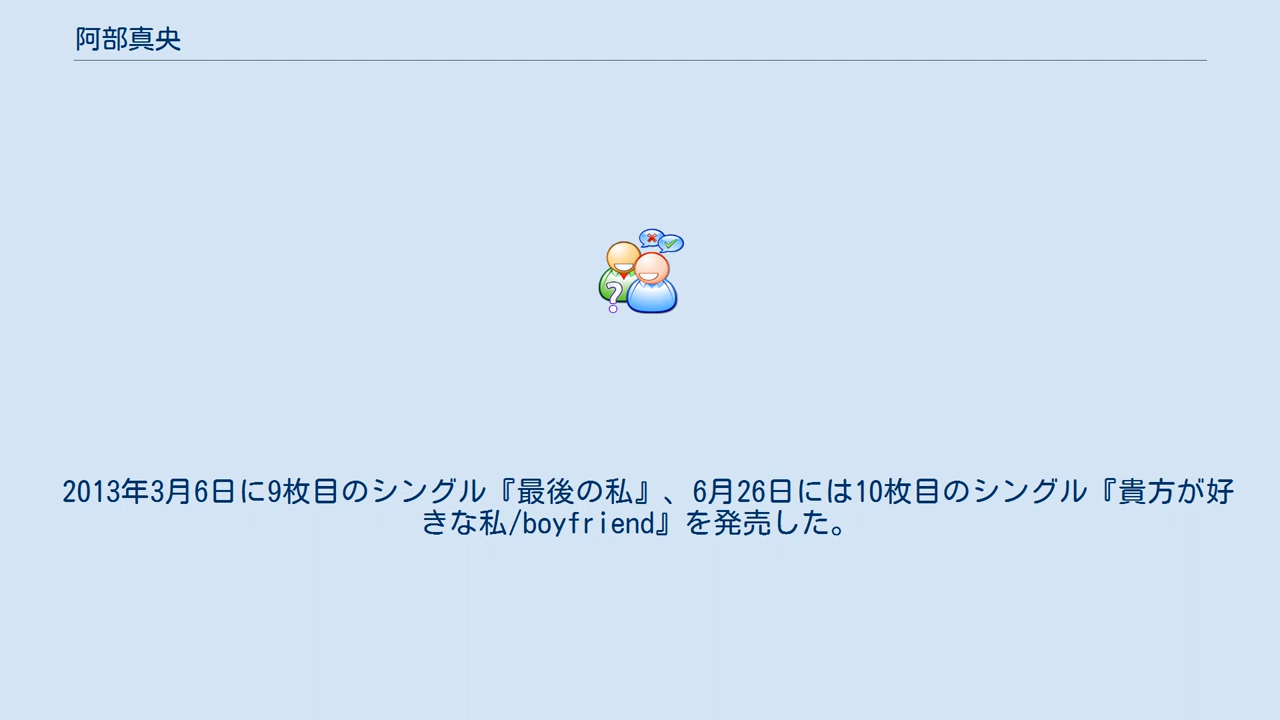 阿部真央
2013年3月6日に9枚目のシングル『最後の私』、6月26日には10枚目のシングル『貴方が好
きな私/boyfriend』を発売した。